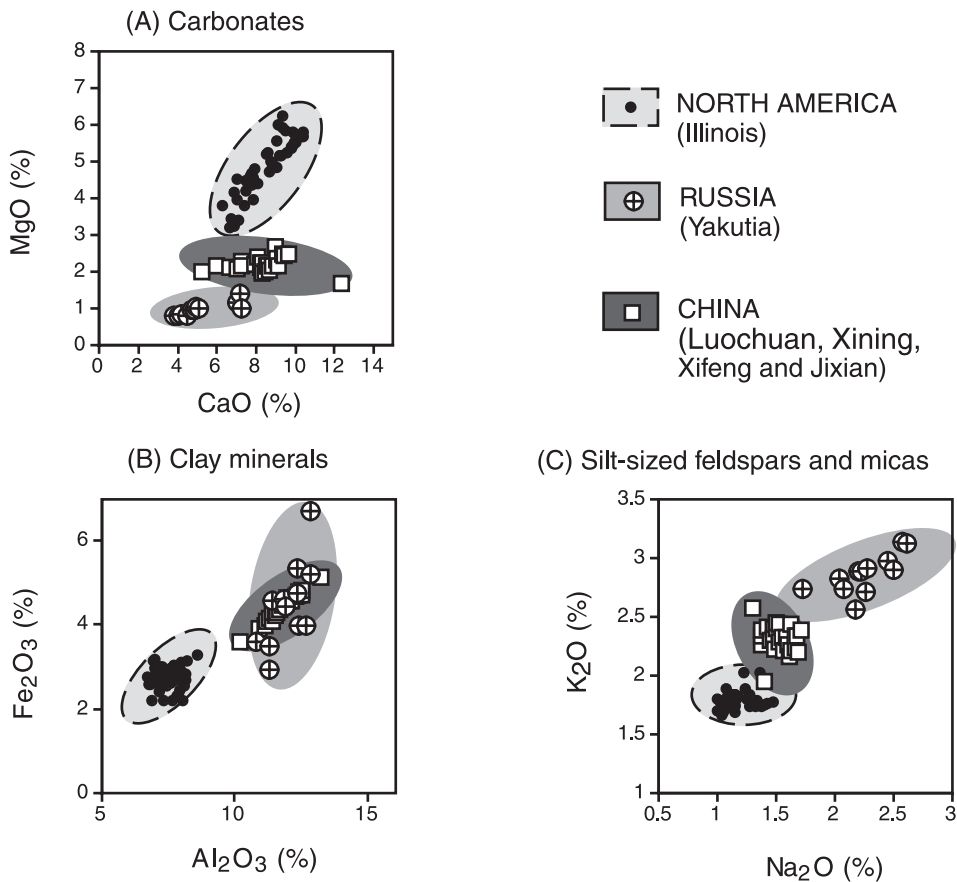 (A) Carbonates
8
7
6
5
4
3
2
1
0
MgO (%)
0 2 4 6 8 10 12 14
CaO (%)
NORTH AMERICA
(Illinois)
RUSSIA
(Yakutia)
CHINA
(Luochuan, Xining,
Xifeng and Jixian)
(B) Clay minerals
6
4
2
0
Fe2O3 (%)
5 10 15
Al2O3 (%)
(C) Silt-sized feldspars and micas
3.5
3
2.5
2
1.5
1
K2O (%)
0.5 1 1.5 2 2.5 3
Na2O (%)